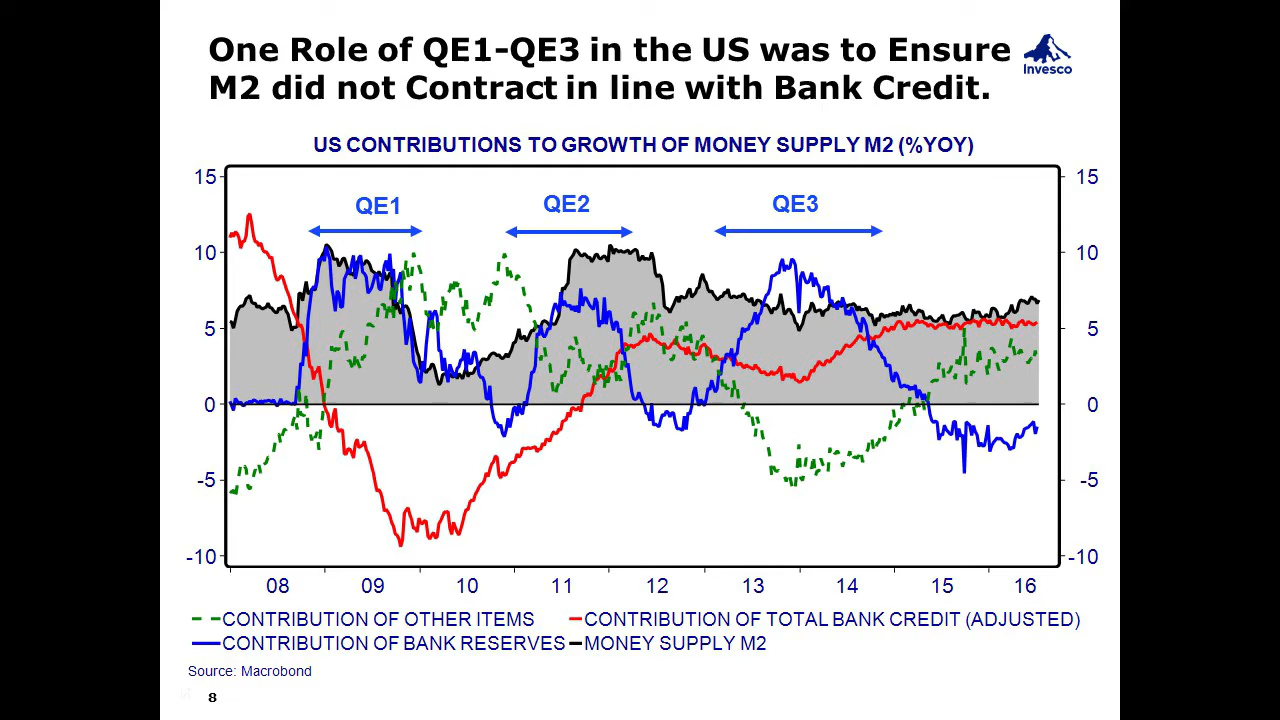 One Role of QE1-QE3 in the US was to Ensure
M2 did not Contract in line with Bank Credit.
Invesco
US CONTRIBUTIONS TO GROWTH OF MONEY SUPPLY M2 (%YOY)
15 15
QE1 QE2 QE3
10 10
5 5
0 0
-5 -5
-10 -10
08 09 10 11 12 13 14 15 16
CONTRIBUTION OF OTHER ITEMS CONTRIBUTION OF TOTAL BANK CREDIT (ADJUSTED)
CONTRIBUTION OF BANK RESERVES MONEY SUPPLY M2
Source: Macrobond
8